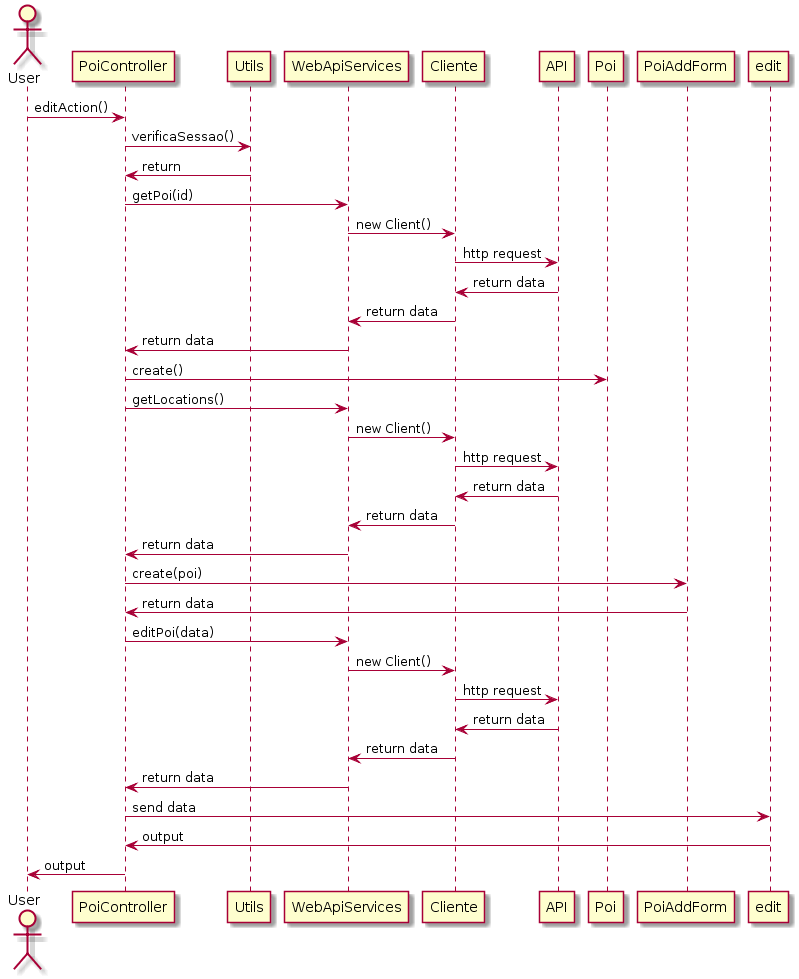 User
PoiController
Utils
WebApiServices
Cliente
API
Poi
PoiAddForm
edit
editAction()
verificaSessao()
return
getPoi(id)
new Client()
http request
return data
return data
return data
create()
getLocations()
new Client()
http request
return data
return data
return data
create(poi)
return data
editPoi(data)
new Client()
http request
return data
return data
return data
send data
output
output
User
PoiController
Utils
WebApiServices
Cliente
API
Poi
PoiAddForm
edit